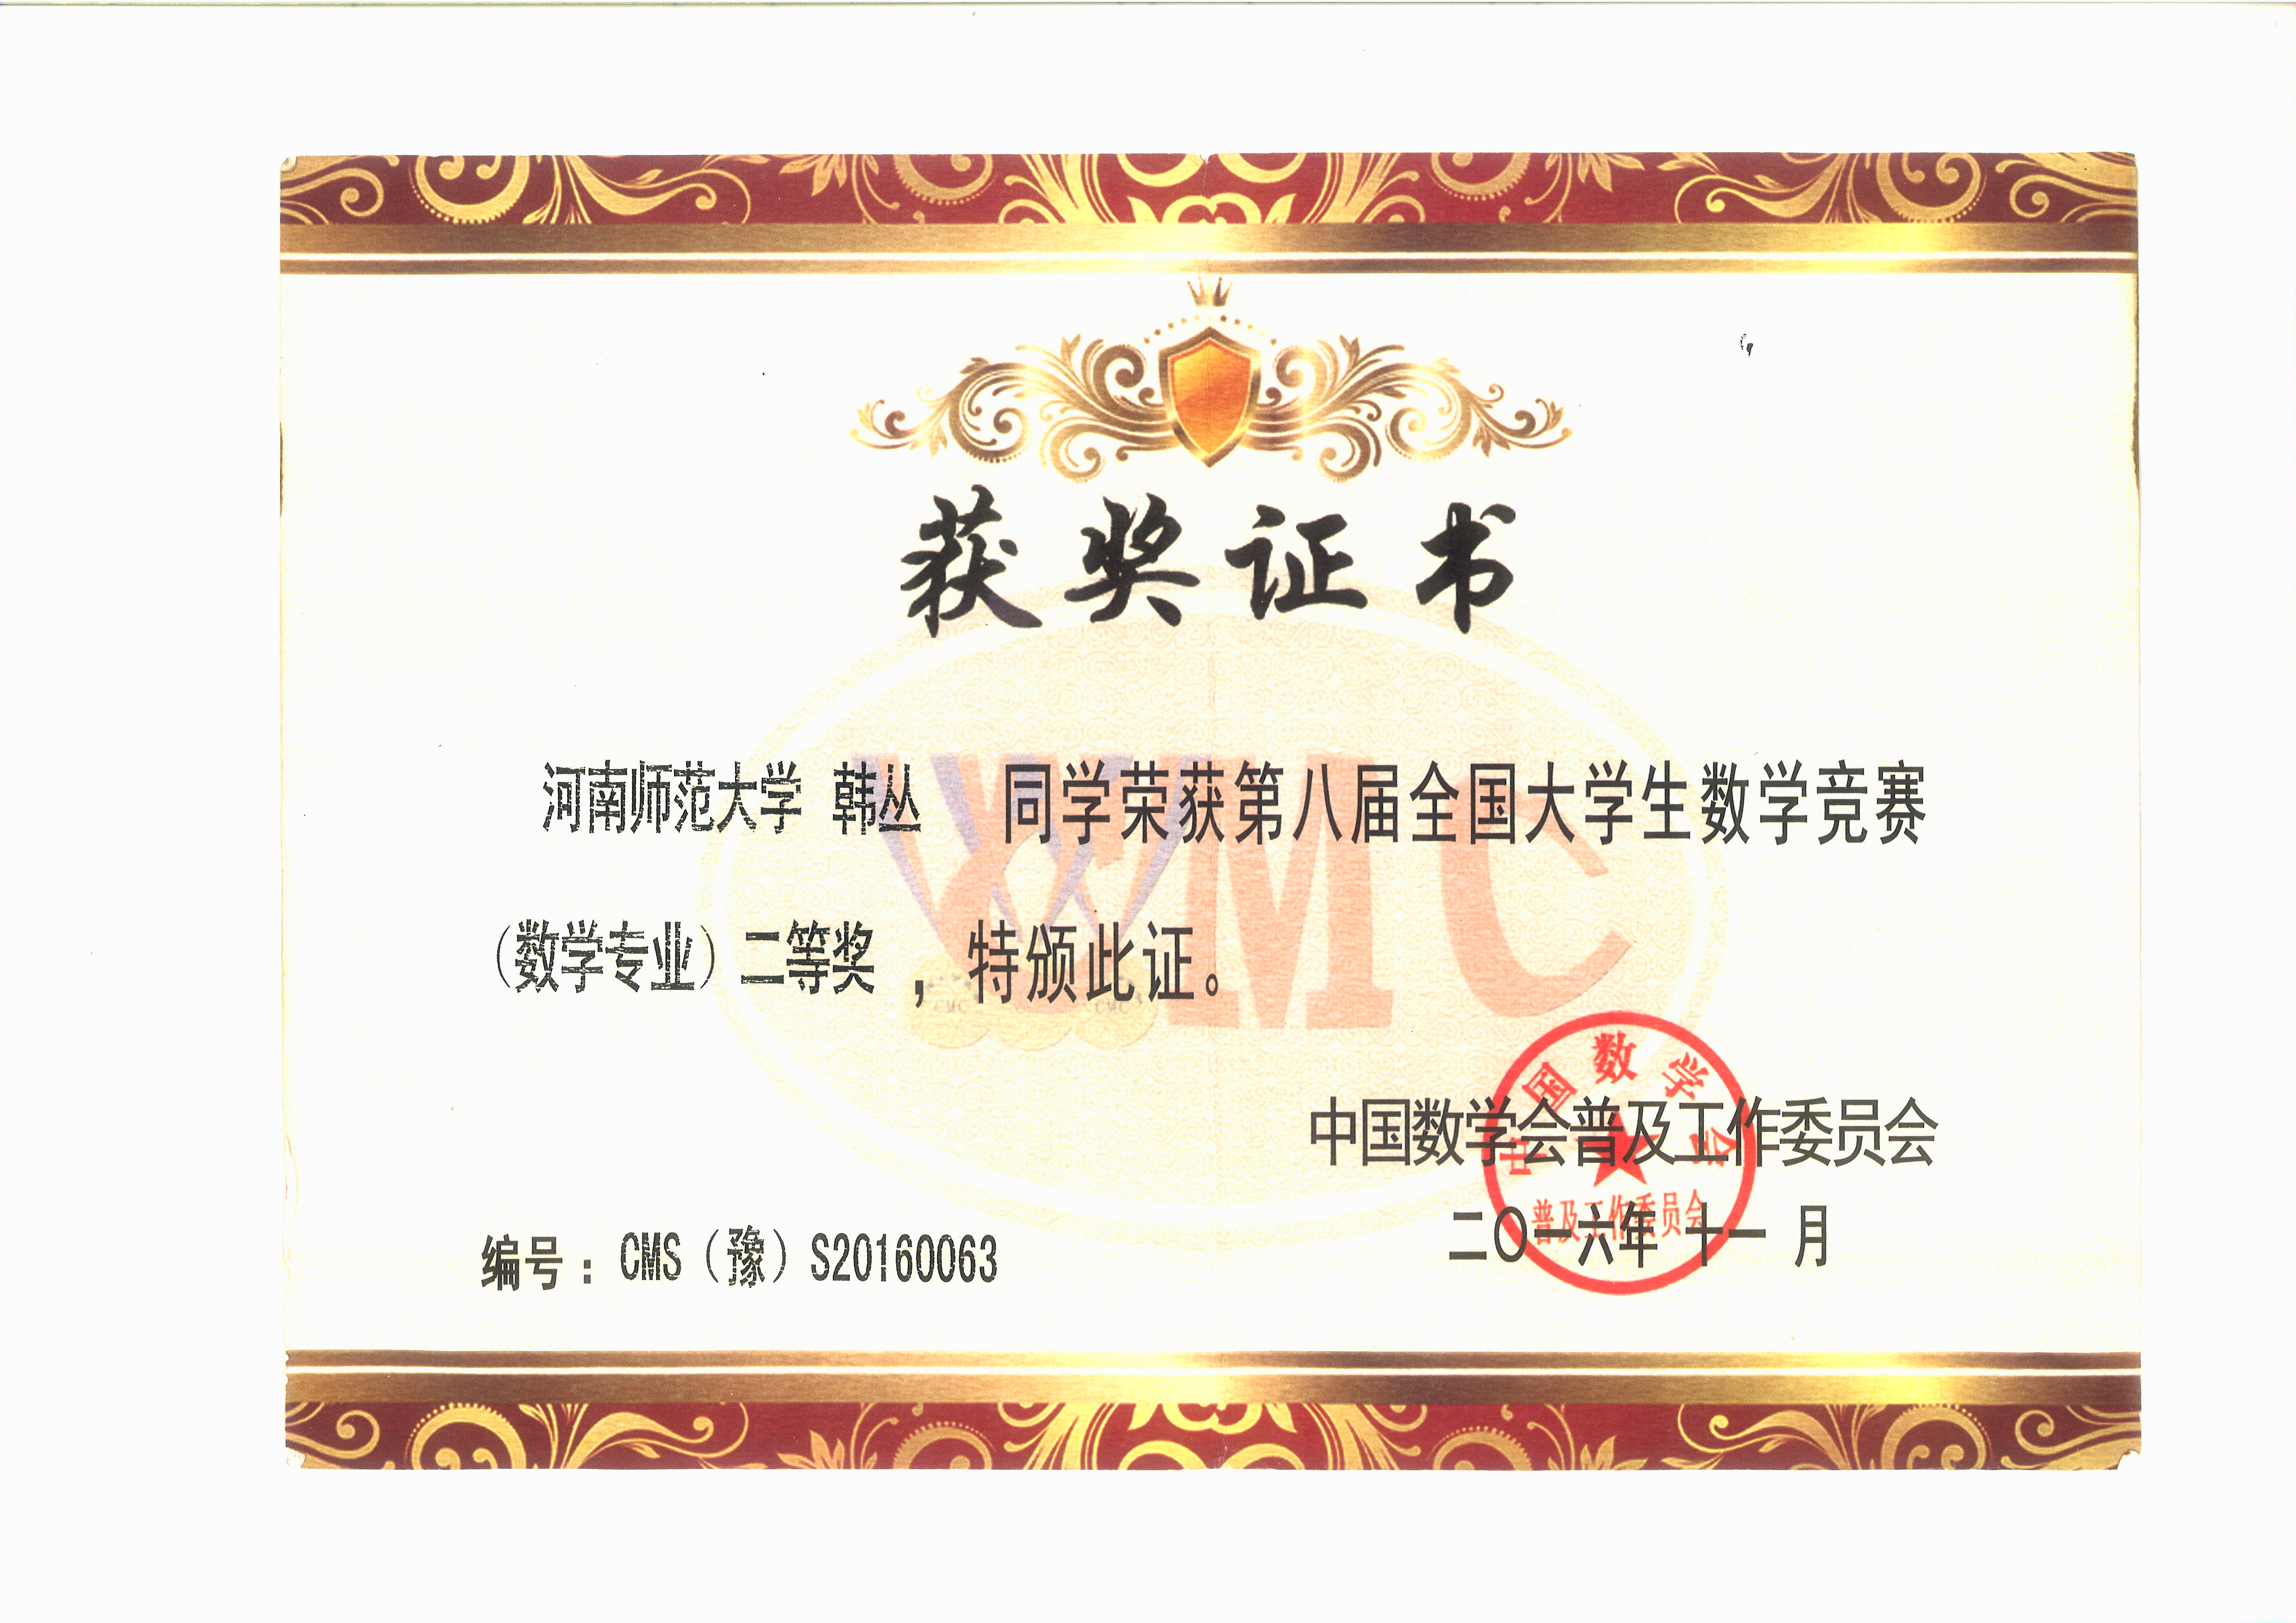 获奖证书
河南师范大学 韩丛 同学荣获第八届全国大学生数学竞赛
（数学专业）二等奖 ，特颁此证。
中国数学会普及工作委员会
二〇一六年 十一 月
编号：CMS（豫）S20160063
中国数学会
普及工作委员会
CMC